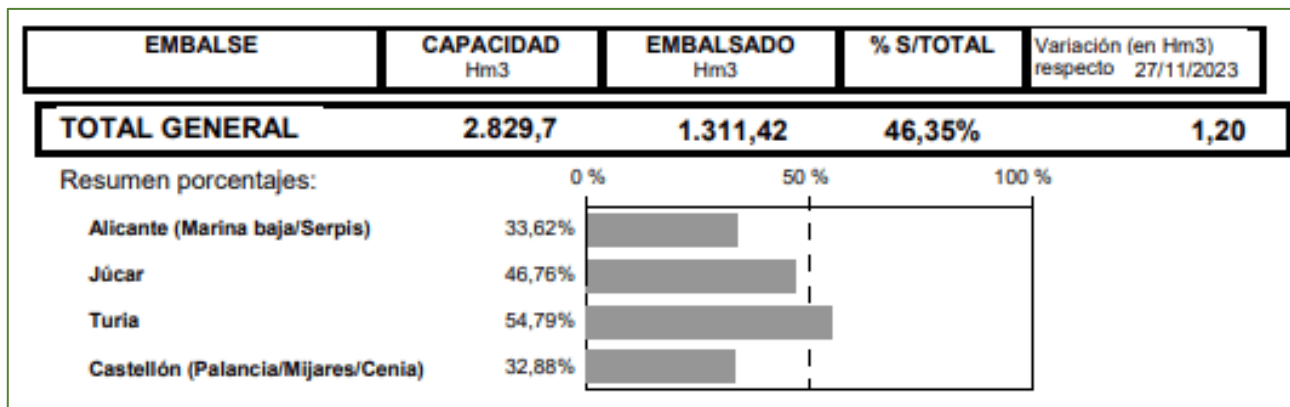 EMBALSE CAPACIDAD EMBALSADO % S/TOTAL Variación (en Hm3)
Hm3 Hm3 respecto 27/11/2023
TOTAL GENERAL 2.829,7 1.311,42 46,35% 1,20
Resumen porcentajes: 0 % 50 % 100 %
Alicante (Marina baja/Serpis) 33,62%
Júcar 46,76%
Turia 54,79%
Castellón (Palancia/Mijares/Cenia) 32,88%